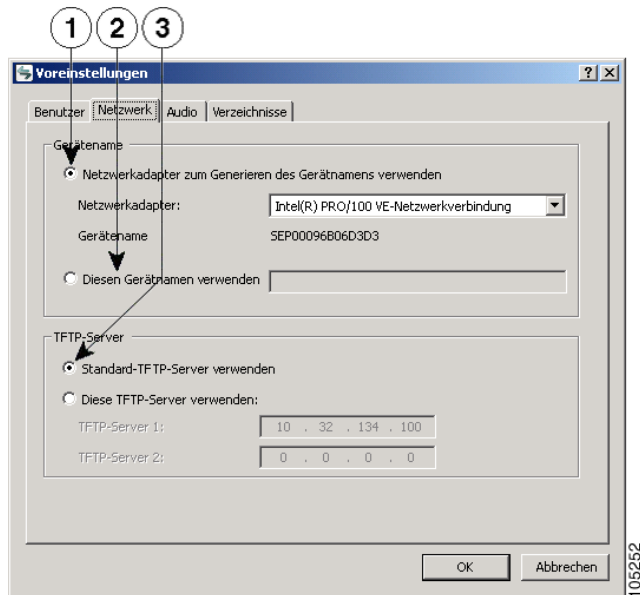 1 2 3
Voreinstellungen
Benutzer Netzwerk Audio Verzeichnisse
Gerätename
Netzwerkadapter zum Generieren des Gerätnamens verwenden
Netzwerkadapter: Intel(R) PRO/100 VE-Netzwerkverbindung
Gerätename SEP00096B06D3D3
Diesen Gerätnamen verwenden
TFTP-Server
Standard-TFTP-Server verwenden
Diese TFTP-Server verwenden:
TFTP-Server 1: 10 . 32 . 134 . 100
TFTP-Server 2: 0 . 0 . 0 . 0
OK Abbrechen
105252